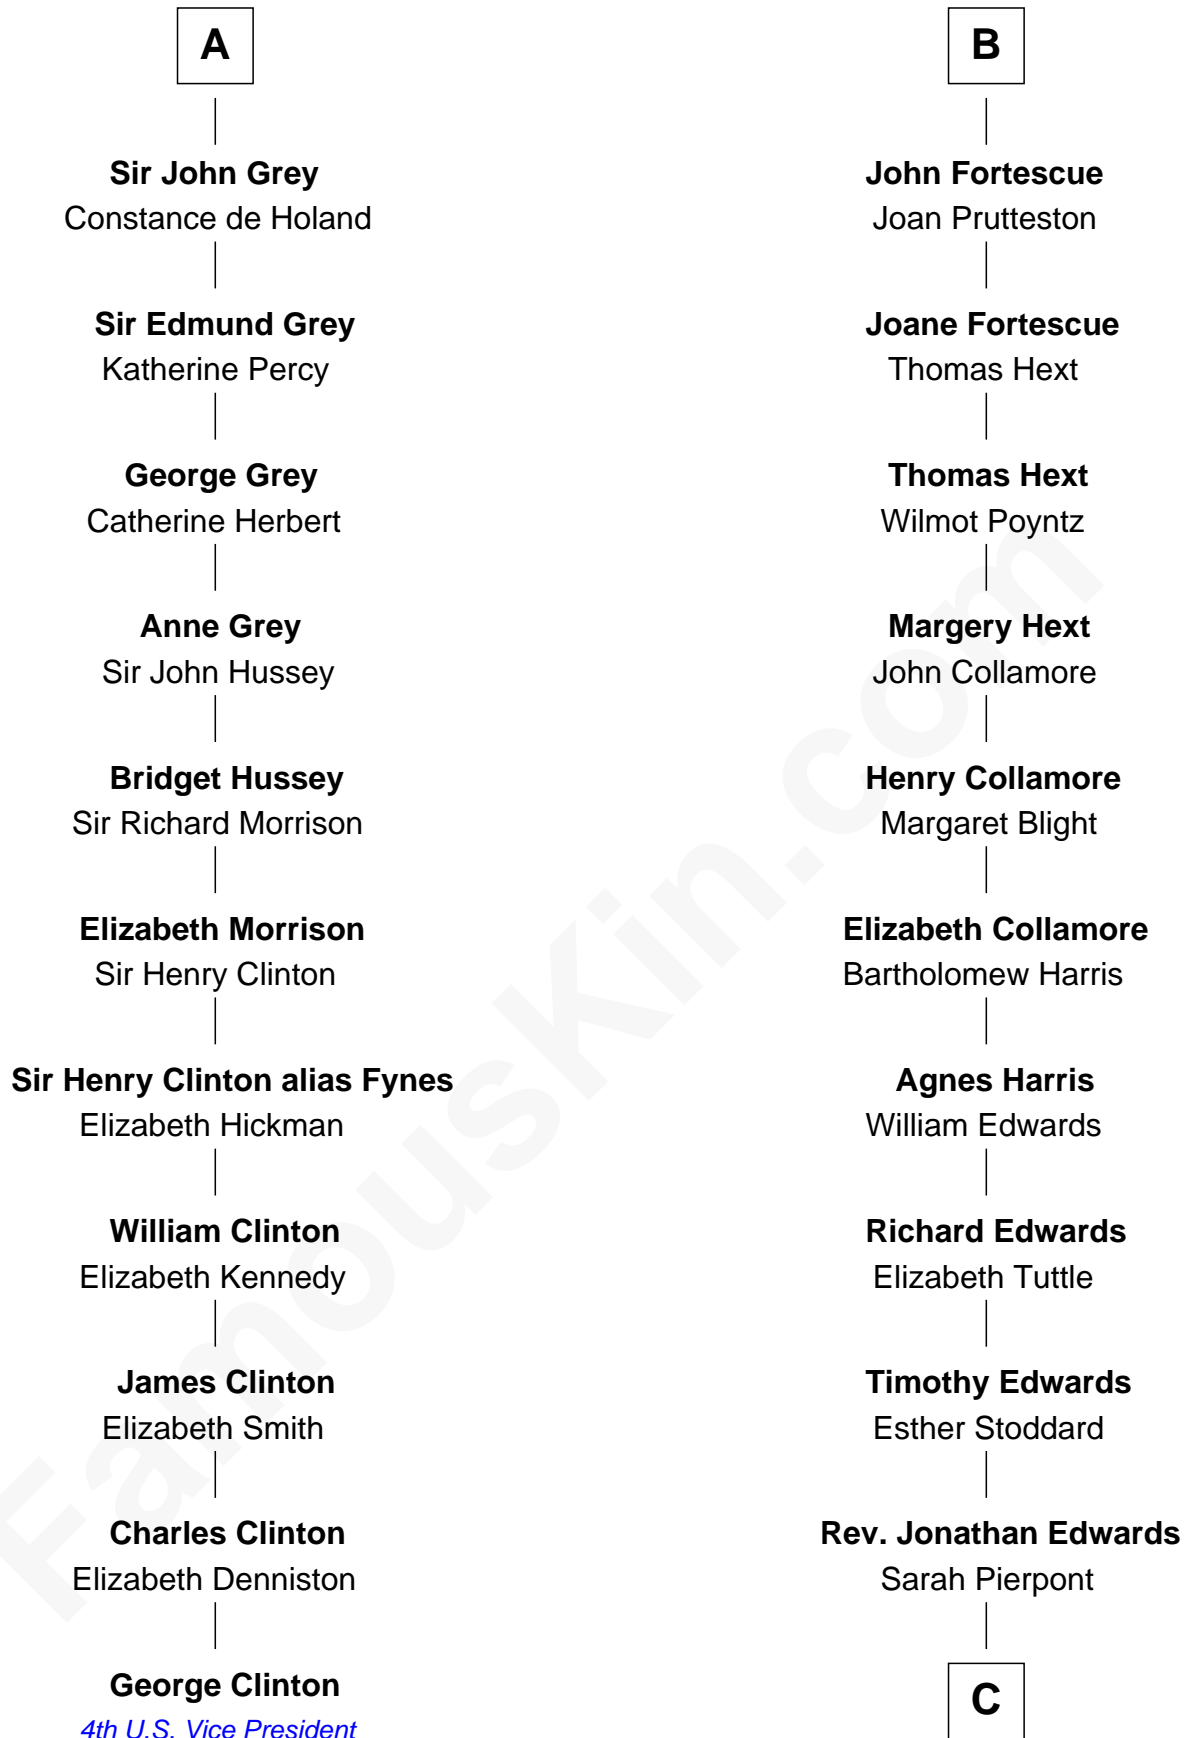 A
Sir John Grey
Constance de Holand
Sir Edmund Grey
Katherine Percy
George Grey
Catherine Herbert
Anne Grey
Sir John Hussey
Bridget Hussey
Sir Richard Morrison
Elizabeth Morrison
Sir Henry Clinton
Sir Henry Clinton alias Fynes
Elizabeth Hickman
William Clinton
Elizabeth Kennedy
James Clinton
Elizabeth Smith
Charles Clinton
Elizabeth Denniston
George Clinton
4th U.S. Vice President
B
John Fortescue
Joan Prutteston
Joane Fortescue
Thomas Hext
Thomas Hext
Wilmot Poyntz
Margery Hext
John Collamore
Henry Collamore
Margaret Blight
Elizabeth Collamore
Bartholomew Harris
Agnes Harris
William Edwards
Richard Edwards
Elizabeth Tuttle
Timothy Edwards
Esther Stoddard
Rev. Jonathan Edwards
Sarah Pierpont
C
FamousKin.com